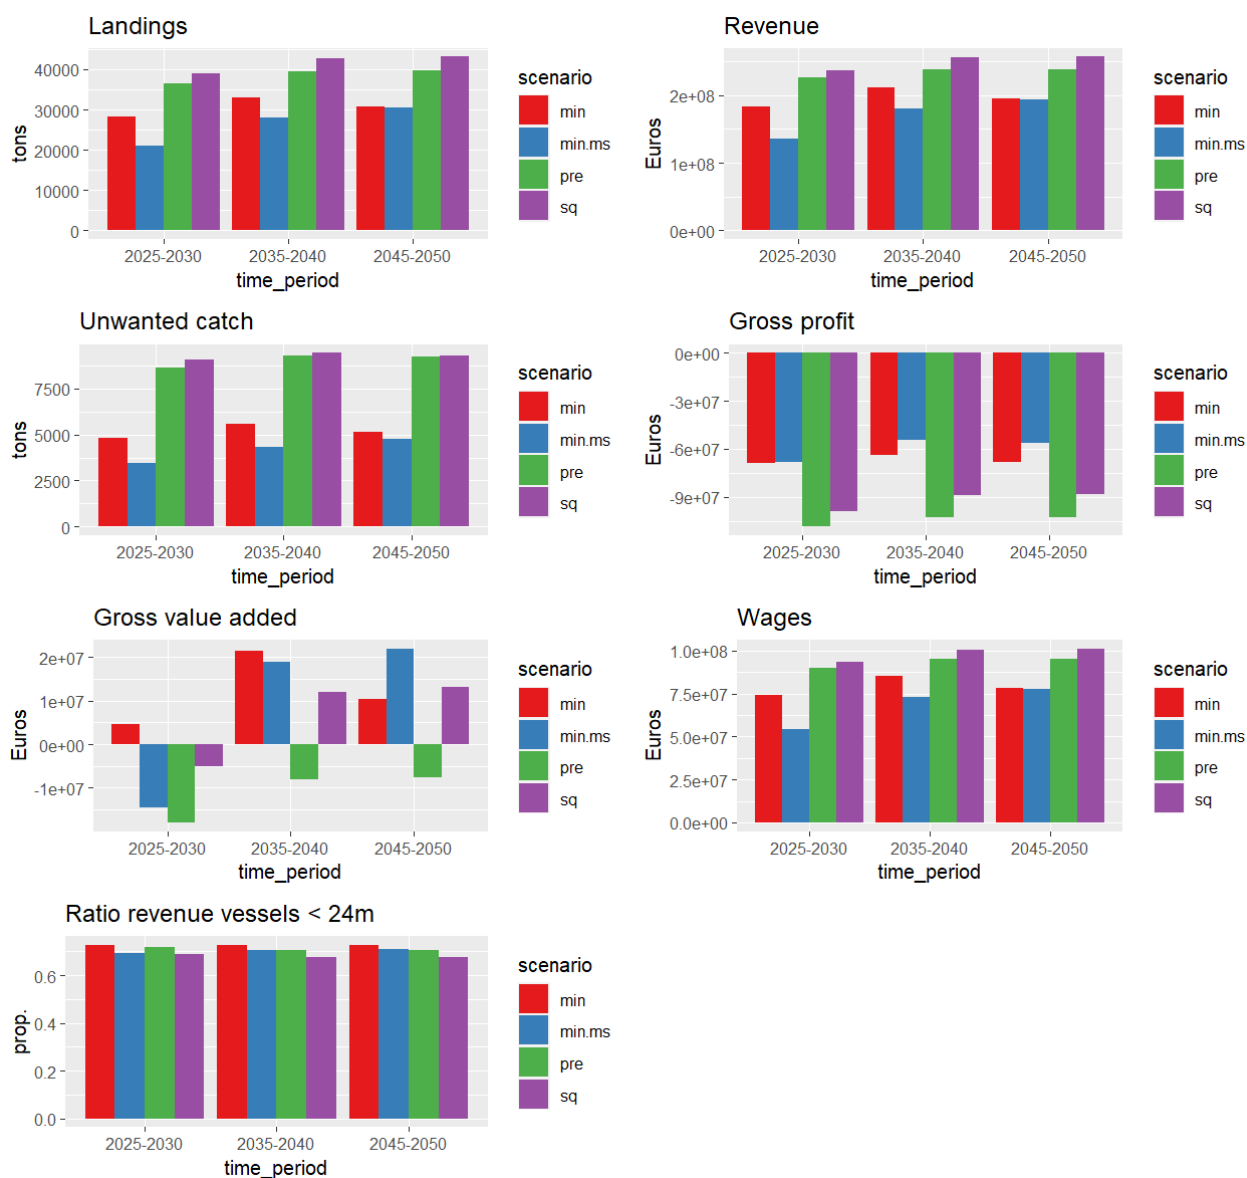 Landings
40000
30000
20000
10000
0
tons
2025-2030
2035-2040
2045-2050
time_period
scenario
min
min.ms
pre
sq
Revenue
2e+08
1e+08
0e+00
Euros
2025-2030
2035-2040
2045-2050
time_period
scenario
min
min.ms
pre
sq
Unwanted catch
7500
5000
2500
0
tons
2025-2030
2035-2040
2045-2050
time_period
scenario
min
min.ms
pre
sq
Gross profit
0e+00
-3e+07
-6e+07
-9e+07
Euros
2025-2030
2035-2040
2045-2050
time_period
scenario
min
min.ms
pre
sq
Gross value added
2e+07
1e+07
0e+00
-1e+07
Euros
2025-2030
2035-2040
2045-2050
time_period
scenario
min
min.ms
pre
sq
Wages
1.0e+08
7.5e+07
5.0e+07
2.5e+07
0.0e+00
Euros
2025-2030
2035-2040
2045-2050
time_period
scenario
min
min.ms
pre
sq
Ratio revenue vessels < 24m
0.6
0.4
0.2
0.0
prop.
2025-2030
2035-2040
2045-2050
time_period
scenario
min
min.ms
pre
sq